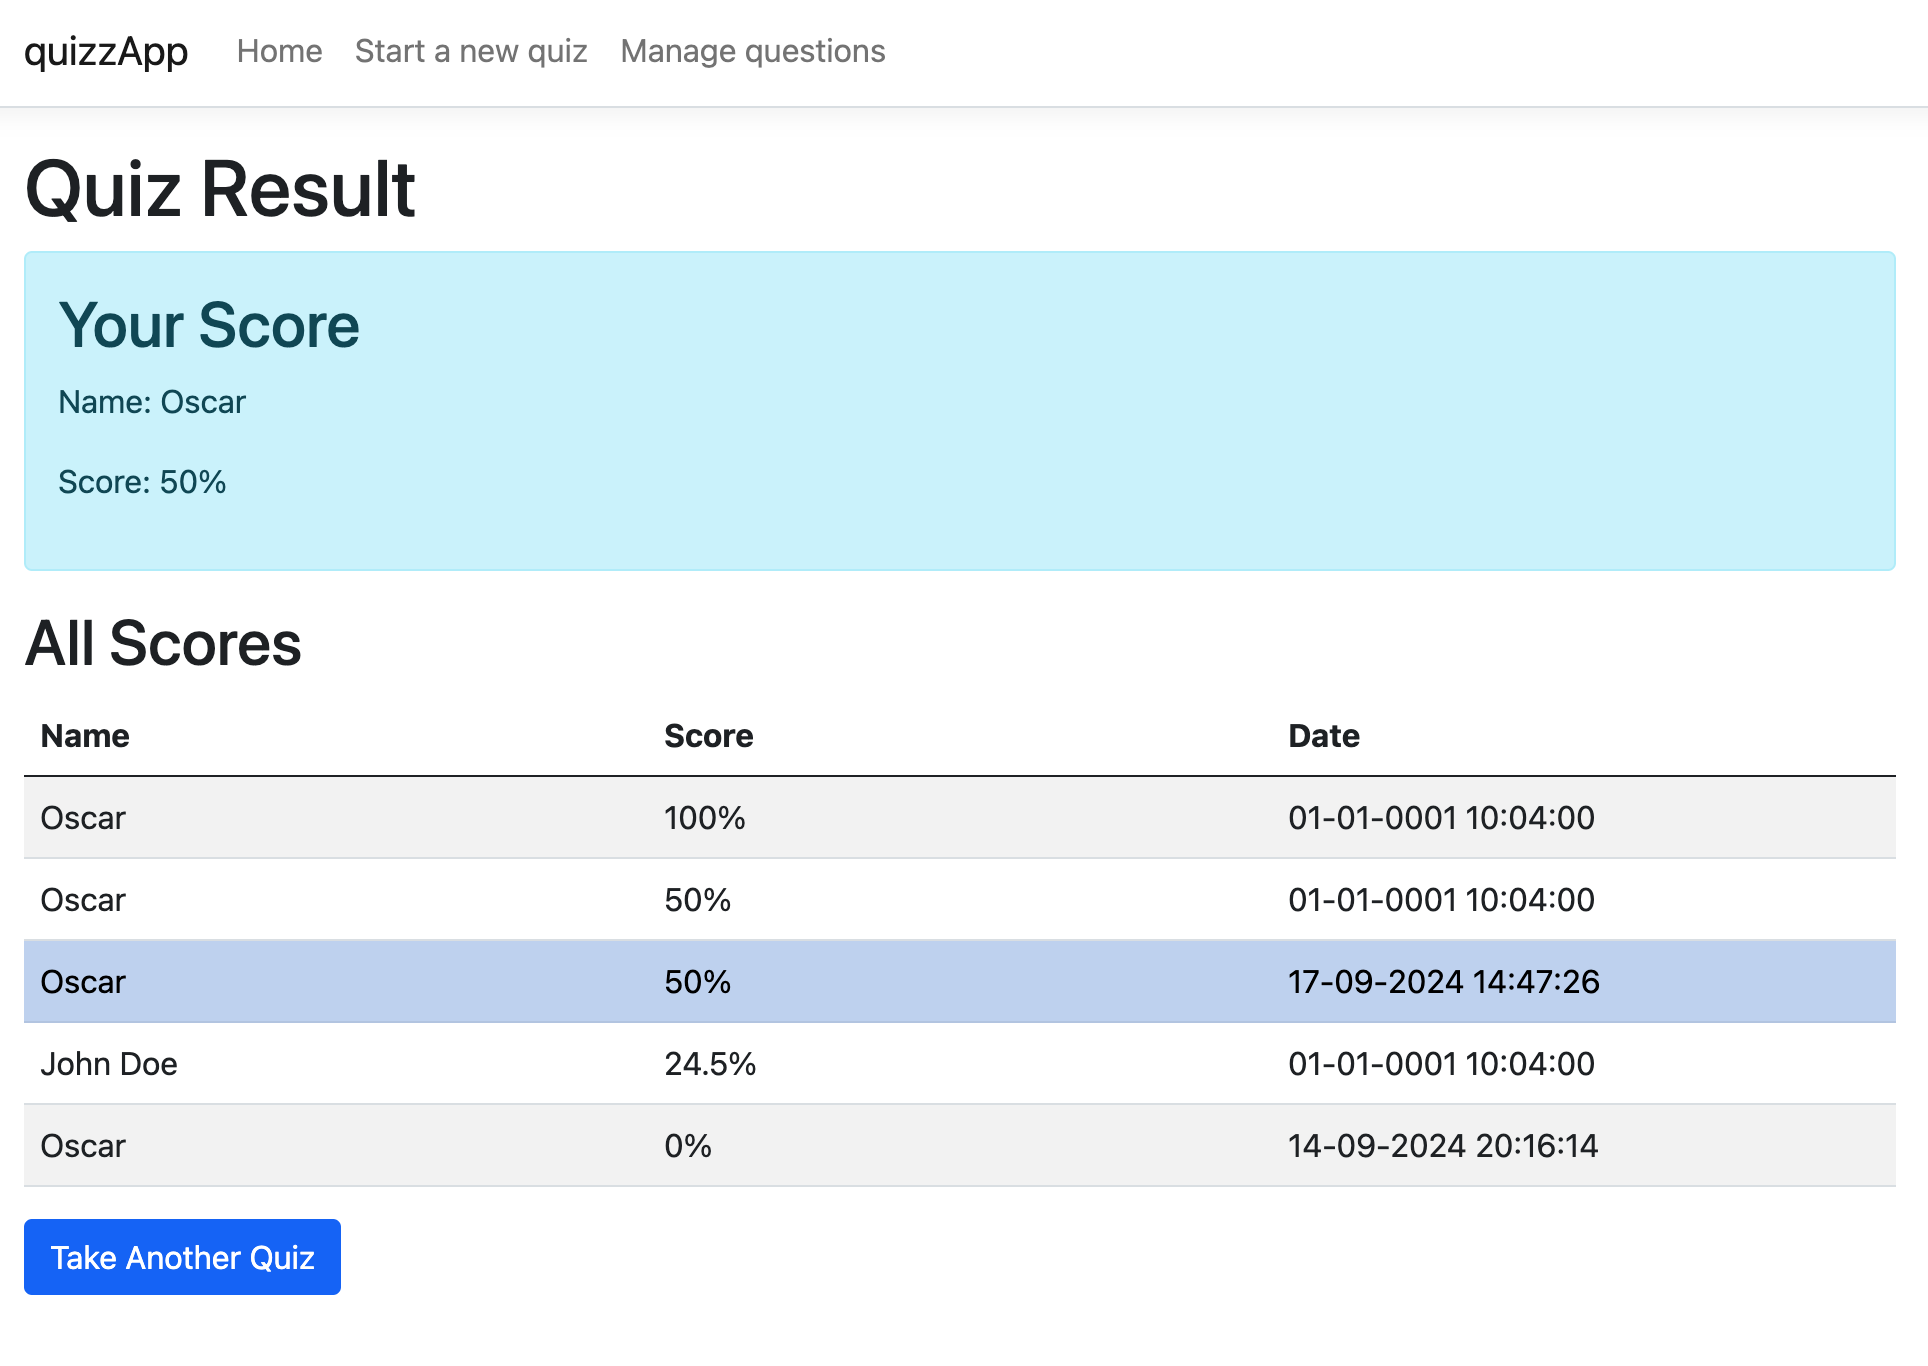 quizzApp Home Start a new quiz Manage questions
Quiz Result
Your Score
Name: Oscar
Score: 50%
All Scores
Name Score Date
Oscar 100% 01-01-0001 10:04:00
Oscar 50% 01-01-0001 10:04:00
Oscar 50% 17-09-2024 14:47:26
John Doe 24.5% 01-01-0001 10:04:00
Oscar 0% 14-09-2024 20:16:14
Take Another Quiz